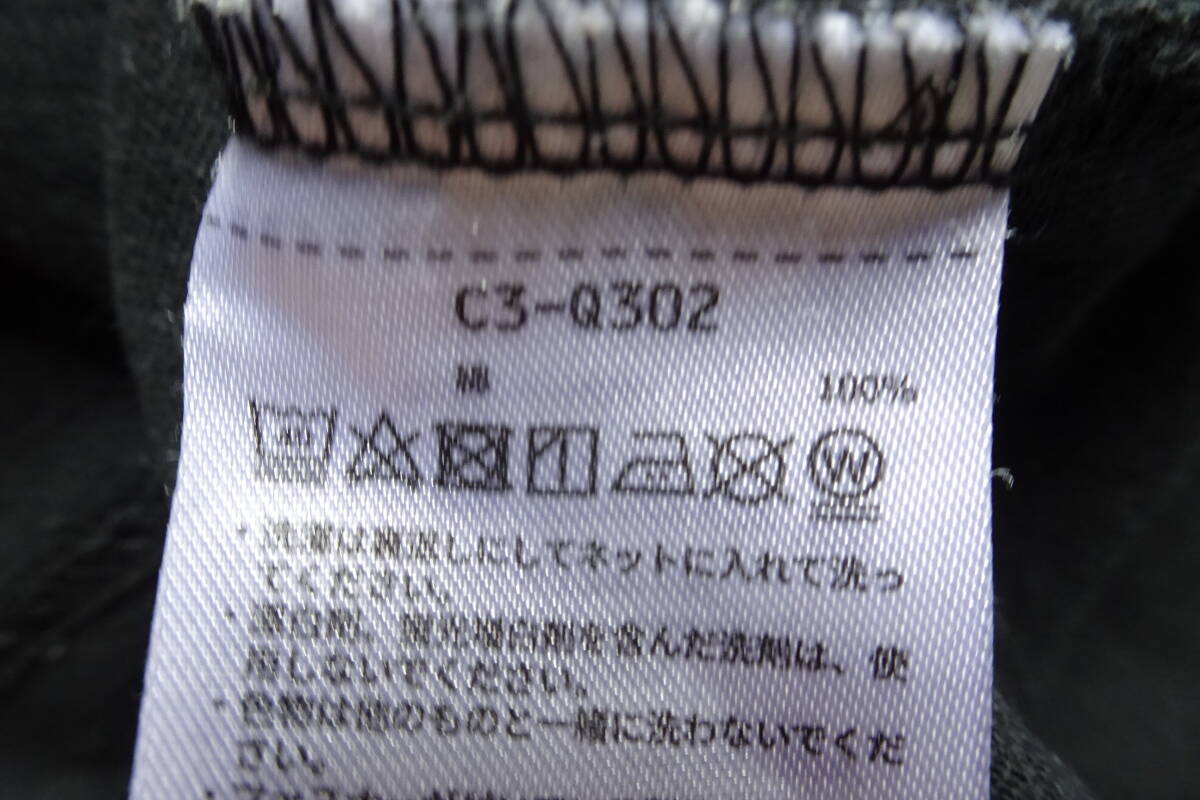 C3-Q302
綿 100%
40 W
・洗濯は裏返しにしてネットに入れて洗っ
てください。
・漂白剤、蛍光増白剤を含んだ洗剤は、使
用しないでください。
・色物は他のものと一緒に洗わないでくだ
さい。